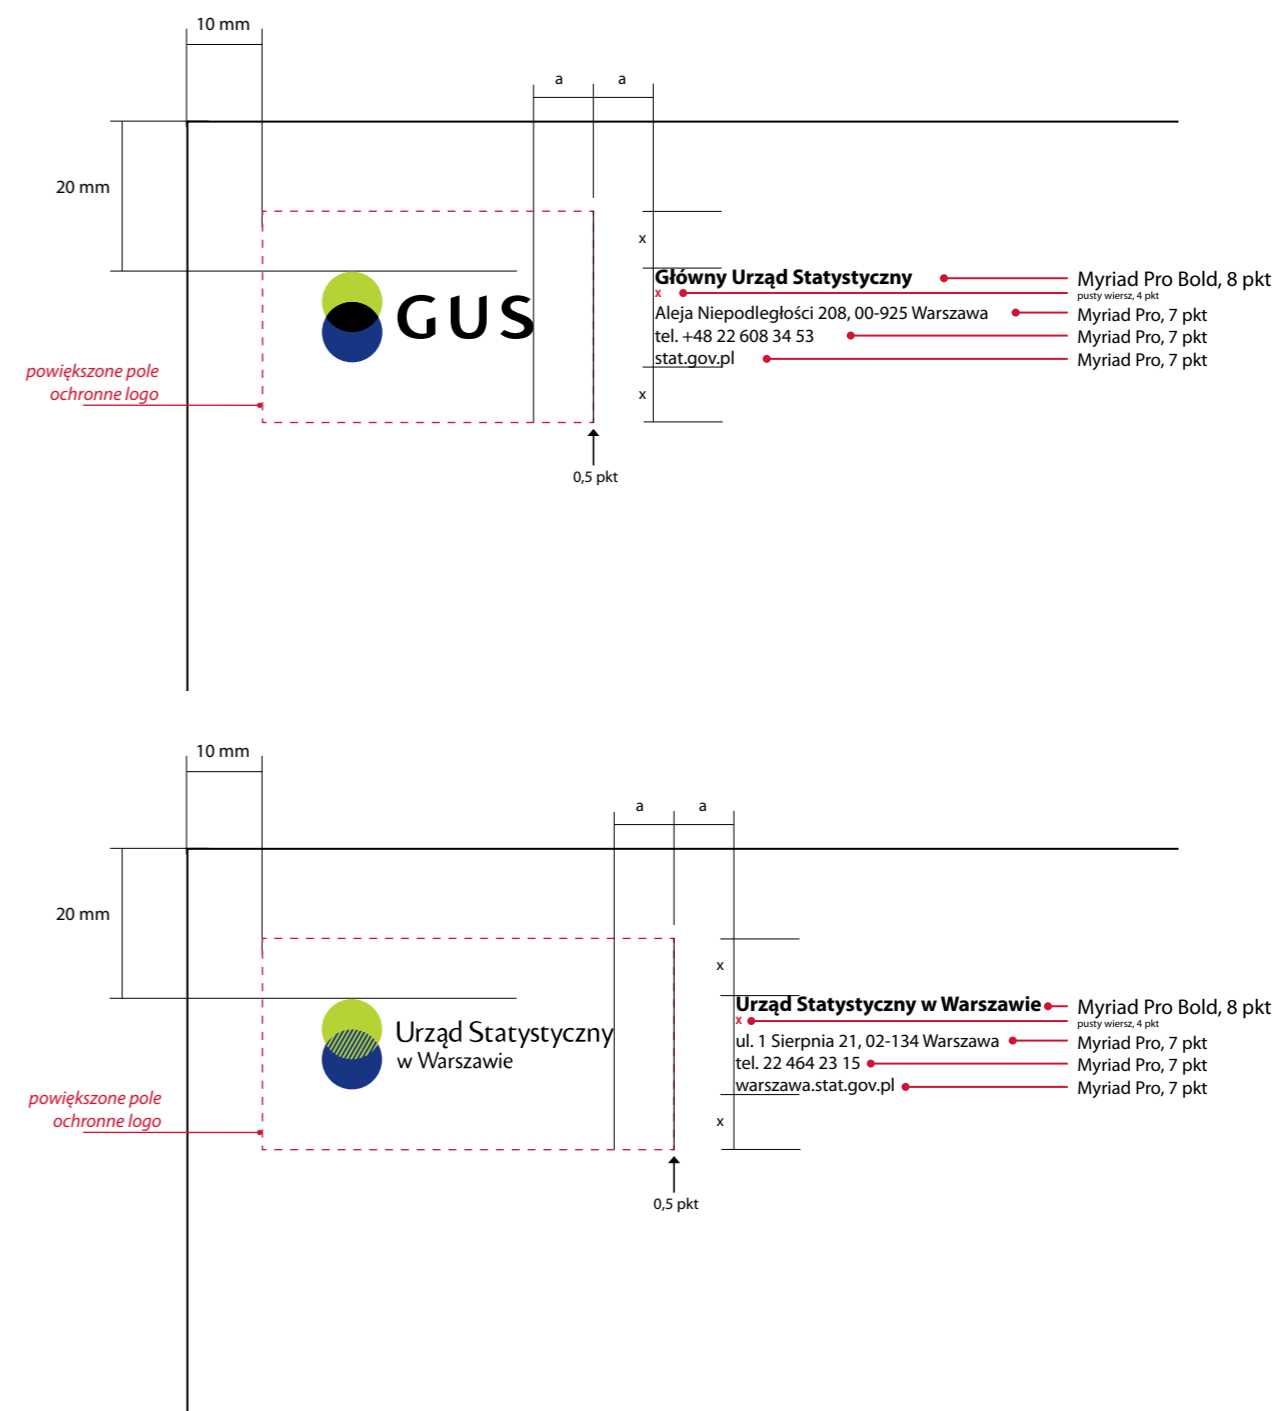 10 mm
a a
20 mm
x
Główny Urząd Statystyczny Myriad Pro Bold, 8 pkt
x pusty wiersz, 4 pkt
GUS
Aleja Niepodległości 208, 00-925 Warszawa Myriad Pro, 7 pkt
tel. +48 22 608 34 53 Myriad Pro, 7 pkt
stat.gov.pl Myriad Pro, 7 pkt
powiększone pole
ochronne logo
x
0,5 pkt
10 mm
a a
20 mm
x
Urząd Statystyczny w Warszawie Myriad Pro Bold, 8 pkt
x pusty wiersz, 4 pkt
Urząd Statystyczny
w Warszawie
ul. 1 Sierpnia 21, 02-134 Warszawa Myriad Pro, 7 pkt
tel. 22 464 23 15 Myriad Pro, 7 pkt
warszawa.stat.gov.pl Myriad Pro, 7 pkt
powiększone pole
ochronne logo
x
0,5 pkt